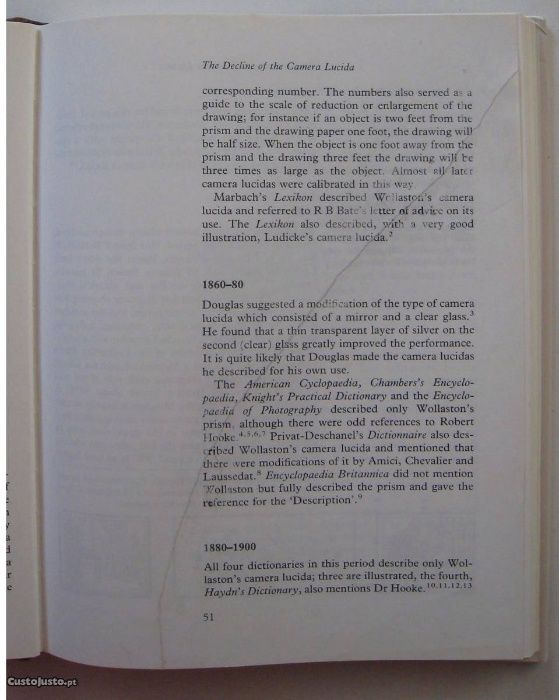 The Decline of the Camera Lucida
corresponding number. The numbers also served as a
guide to the scale of reduction or enlargement of the
drawing; for instance if an object is two feet from the
prism and the drawing paper one foot, the drawing will
be half size. When the object is one foot away from the
prism and the drawing three feet the drawing will be
three times as large as the object. Almost all later
camera lucidas were calibrated in this way.
Marbach's Lexikon described Wollaston's camera
lucida and referred to R B Bate's letter of advice on its
use. The Lexikon also described, with a very good
illustration, Ludicke's camera lucida.²
1860–80
Douglas suggested a modification of the type of camera
lucida which consisted of a mirror and a clear glass.³
He found that a thin transparent layer of silver on the
second (clear) glass greatly improved the performance.
It is quite likely that Douglas made the camera lucidas
he described for his own use.
The American Cyclopaedia, Chambers's Encyclo-
paedia, Knight's Practical Dictionary and the Encyclo-
paedia of Photography described only Wollaston's
prism, although there were odd references to Robert
Hooke.⁴,⁵,⁶,⁷ Privat-Deschanel's Dictionnaire also des-
cribed Wollaston's camera lucida and mentioned that
there were modifications of it by Amici, Chevalier and
Laussedat.⁸ Encyclopaedia Britannica did not mention
Wollaston but fully described the prism and gave the
reference for the 'Description'.⁹
1880–1900
All four dictionaries in this period describe only Wol-
laston's camera lucida; three are illustrated, the fourth,
Haydn's Dictionary, also mentions Dr Hooke.¹⁰,¹¹,¹²,¹³
51
CustoJusto.pt